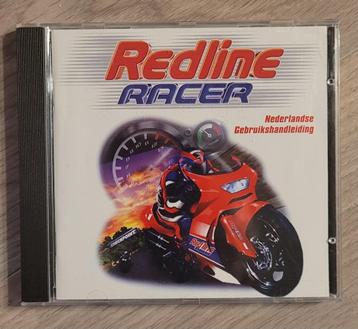 Redline
RACER
Nederlandse
Gebruikshandleiding